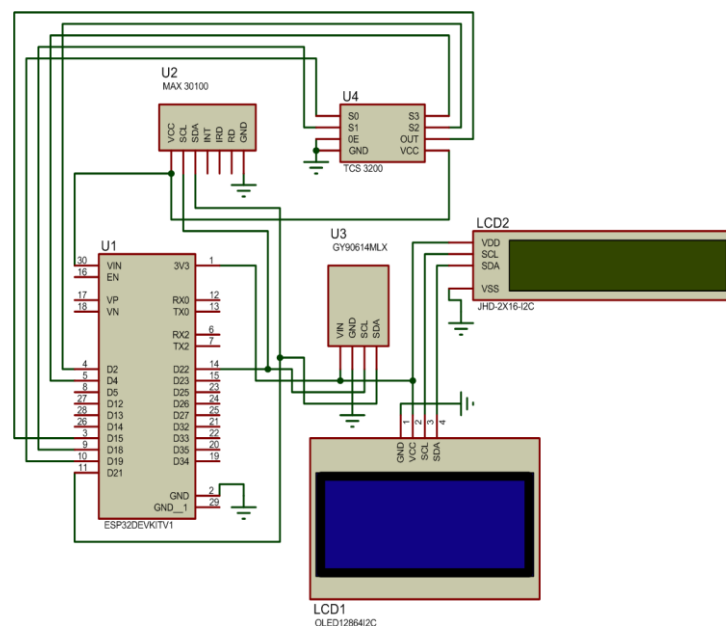 U2
MAX 30100
VCC
SCL
SDA
INT
IRD
RD
GND
U4
S0
S1
0E
GND
S3
S2
OUT
VCC
TCS 3200
U3
GY90614MLX
VIN
GND
SCL
SDA
LCD2
VDD
SCL
SDA
VSS
JHD-2X16-I2C
U1
30 VIN
16 EN
17 VP
18 VN
4 D2
5 D4
8 D5
27 D12
28 D13
26 D14
3 D15
9 D18
10 D19
11 D21
3V3 1
RX0 12
TX0 13
RX2 6
TX2 7
D22 14
D23 15
D25 23
D26 24
D27 25
D32 21
D33 22
D35 20
D34 19
GND 2
GND__1 29
ESP32DEVKITV1
GND 1
VCC 2
SCL 3
SDA 4
LCD1
OLED12864I2C